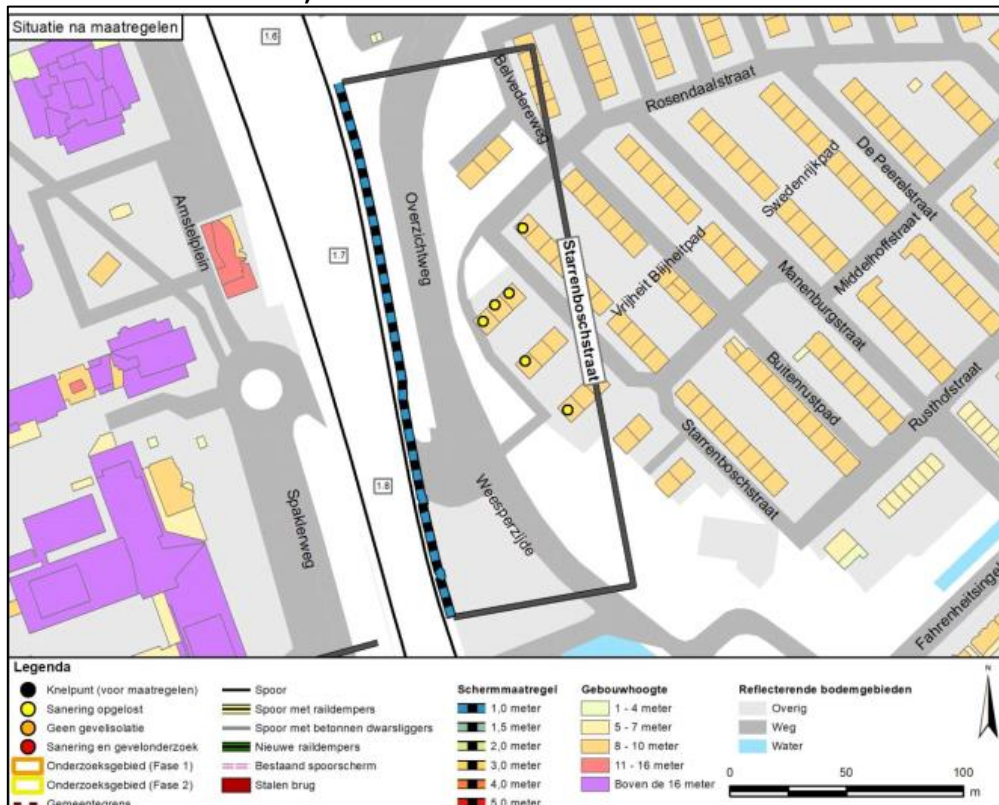 Situatie na maatregelen
1.6
Belvedereweg
Rosendaalstraat
De Peerelstraat
Swedenrijkpad
Amstelplein
Overzichtweg
Middelhoffstraat
1.7
Starrenboschstraat
Vrijheit Blijheitpad
Manenburgstraat
Buitenrustpad
Rusthofstraat
Starrenboschstraat
1.8
Weesperzijde
Spaklerweg
Fahrenheitsingel
Legenda
Knelpunt (voor maatregelen)
Sanering opgelost
Geen gevelisolatie
Sanering en gevelonderzoek
Onderzoeksgebied (Fase 1)
Onderzoeksgebied (Fase 2)
Gemeentegrens
Spoor
Spoor met raildempers
Spoor met betonnen dwarsliggers
Nieuwe raildempers
Bestaand spoorscherm
Stalen brug
Schermmaatregel
1,0 meter
1,5 meter
2,0 meter
3,0 meter
4,0 meter
5,0 meter
Gebouwhoogte
1 - 4 meter
5 - 7 meter
8 - 10 meter
11 - 16 meter
Boven de 16 meter
Reflecterende bodemgebieden
Overig
Weg
Water
N
0 50 100
m